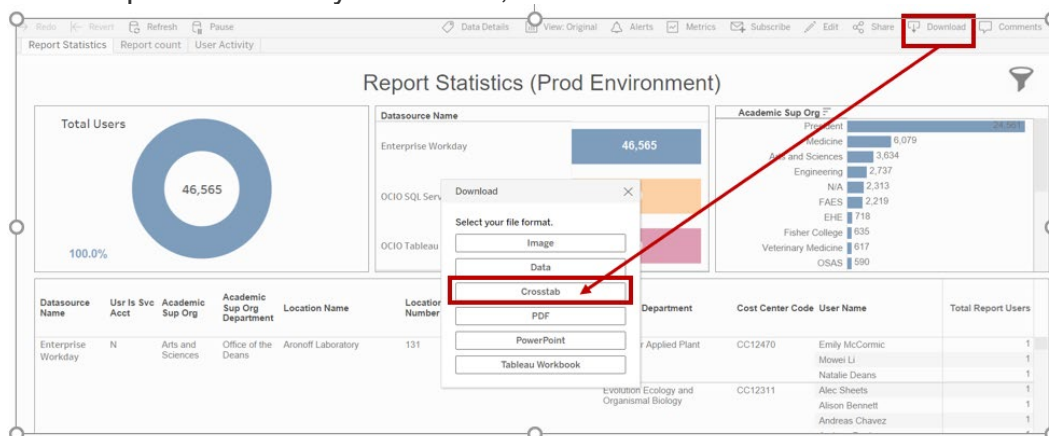 Redo Revert Refresh Pause Data Details View: Original Alerts Metrics Subscribe Edit Share Download Comments
Report Statistics Report count User Activity
Report Statistics (Prod Environment)
Total Users
46,565
100.0%
Datasource Name
Enterprise Workday 46,565
OCIO SQL Serv
OCIO Tableau
Academic Sup Org
President 24,561
Medicine 6,079
Arts and Sciences 3,634
Engineering 2,737
N/A 2,313
FAES 2,219
EHE 718
Fisher College 635
Veterinary Medicine 617
OSAS 590
Download
Select your file format.
Image
Data
Crosstab
PDF
PowerPoint
Tableau Workbook
Datasource Name Usr Is Svc Acct Academic Sup Org Academic Sup Org Department Location Name Location Number Department Cost Center Code User Name Total Report Users
Enterprise Workday N Arts and Sciences Office of the Deans Aronoff Laboratory 131 r Applied Plant CC12470 Emily McCormic 1
Mowei Li 1
Natalie Deans 1
Evolution Ecology and Organismal Biology CC12311 Alec Sheets 1
Alison Bennett 1
Andreas Chavez 1